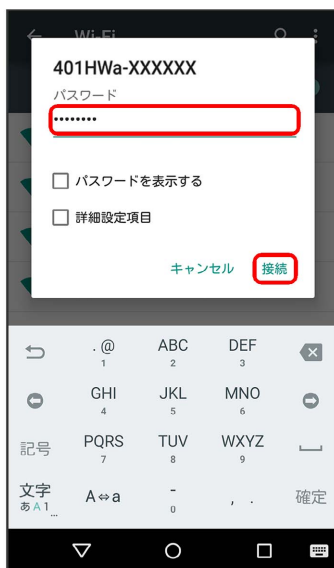 Wi-Fi
401HWa-XXXXXX
パスワード
••••••••
パスワードを表示する
詳細設定項目
キャンセル 接続
. @ ABC DEF
1 2 3
GHI JKL MNO
4 5 6
記号 PQRS TUV WXYZ
7 8 9
文字 A⇔a - , . 確定
あA1... 0